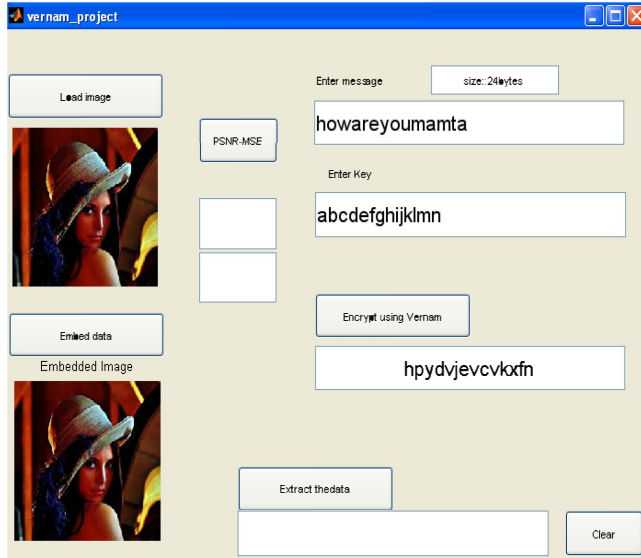 vernam_project
Load image
PSNR-MSE
Enter message
size::24bytes
howareyoumamta
Enter Key
abcdefghijklmn
Encrypt using Vernam
hpydvjevcvkxfn
Embed data
Embedded Image
Extract thedata
Clear